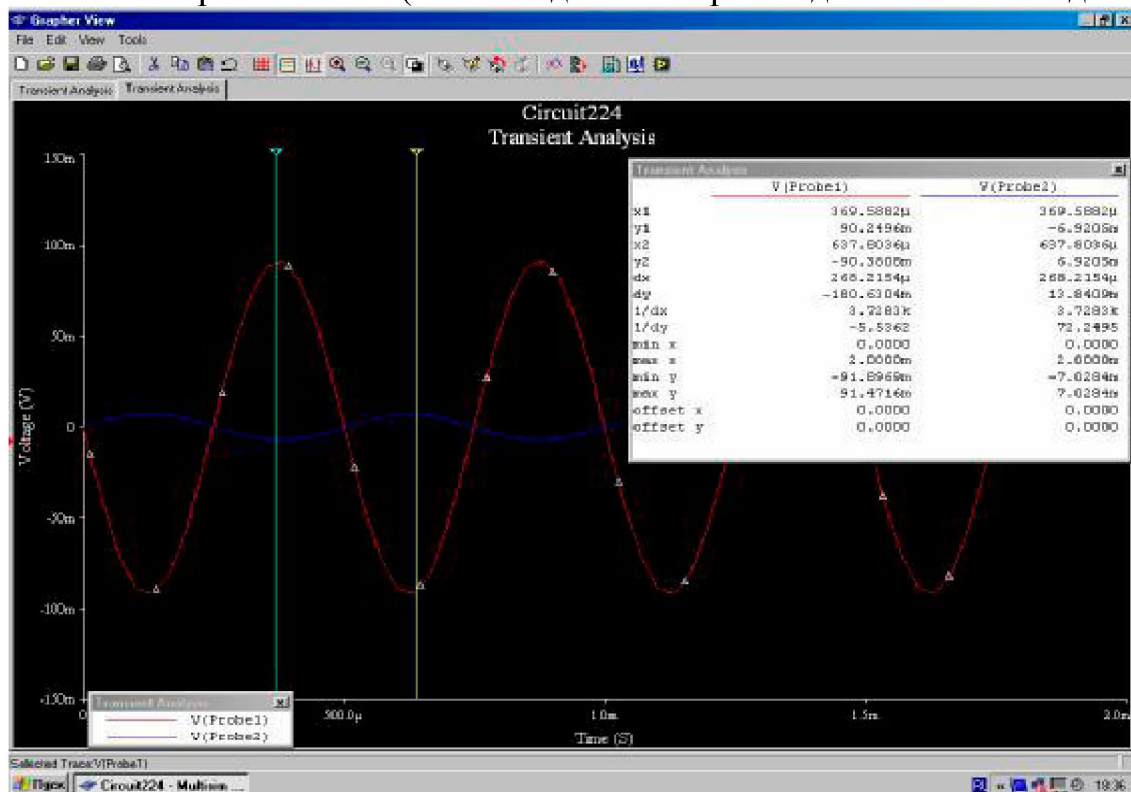 Grapher View
File Edit View Tools
Transient Analysis Transient Analysis
Circuit224
Transient Analysis
150m
100m
50m
0
-50m
-100m
-150m
Voltage (V)
Transient Analysis
V(Probe1) V(Probe2)
x1 369.5882µ 369.5882µ
y1 90.2496m -6.9205m
x2 637.8036µ 637.8036µ
y2 -90.3808m 6.9205m
dx 268.2154µ 268.2154µ
dy -180.6304m 13.8409m
1/dx 3.7283k 3.7283k
1/dy -5.5362 72.2495
min x 0.0000 0.0000
max x 2.0000m 2.0000m
min y -91.8968m -7.0284m
max y 91.4716m 7.0284m
offset x 0.0000 0.0000
offset y 0.0000 0.0000
Transient Analysis
V(Probe1)
V(Probe2)
0 500.0µ 1.0m 1.5m 2.0m
Time (S)
Selected Trace:V(Probe1)
Пуск Circuit224 - Multisim ... 19:36